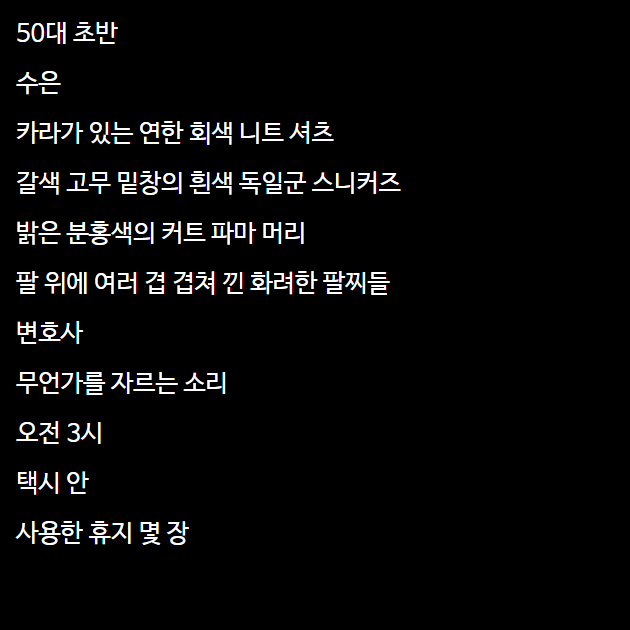 50대 초반
수은
카라가 있는 연한 회색 니트 셔츠
갈색 고무 밑창의 흰색 독일군 스니커즈
밝은 분홍색의 커트 파마 머리
팔 위에 여러 겹 겹쳐 낀 화려한 팔찌들
변호사
무언가를 자르는 소리
오전 3시
택시 안
사용한 휴지 몇 장